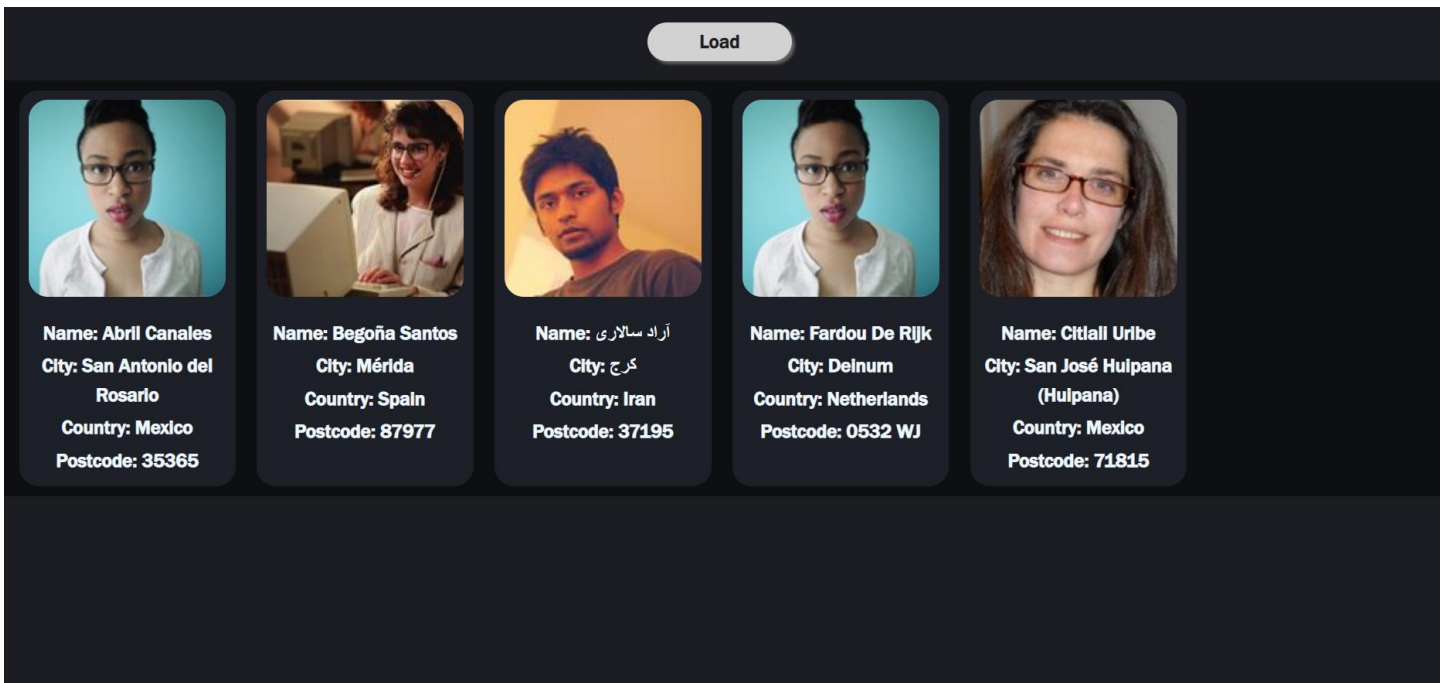 Load
Name: Abril Canales
City: San Antonio del
Rosario
Country: Mexico
Postcode: 35365
Name: Begoña Santos
City: Mérida
Country: Spain
Postcode: 87977
Name: آراد سالاری
City: کرج
Country: Iran
Postcode: 37195
Name: Fardou De Rijk
City: Deinum
Country: Netherlands
Postcode: 0532 WJ
Name: Citlali Uribe
City: San José Huipana
(Huipana)
Country: Mexico
Postcode: 71815